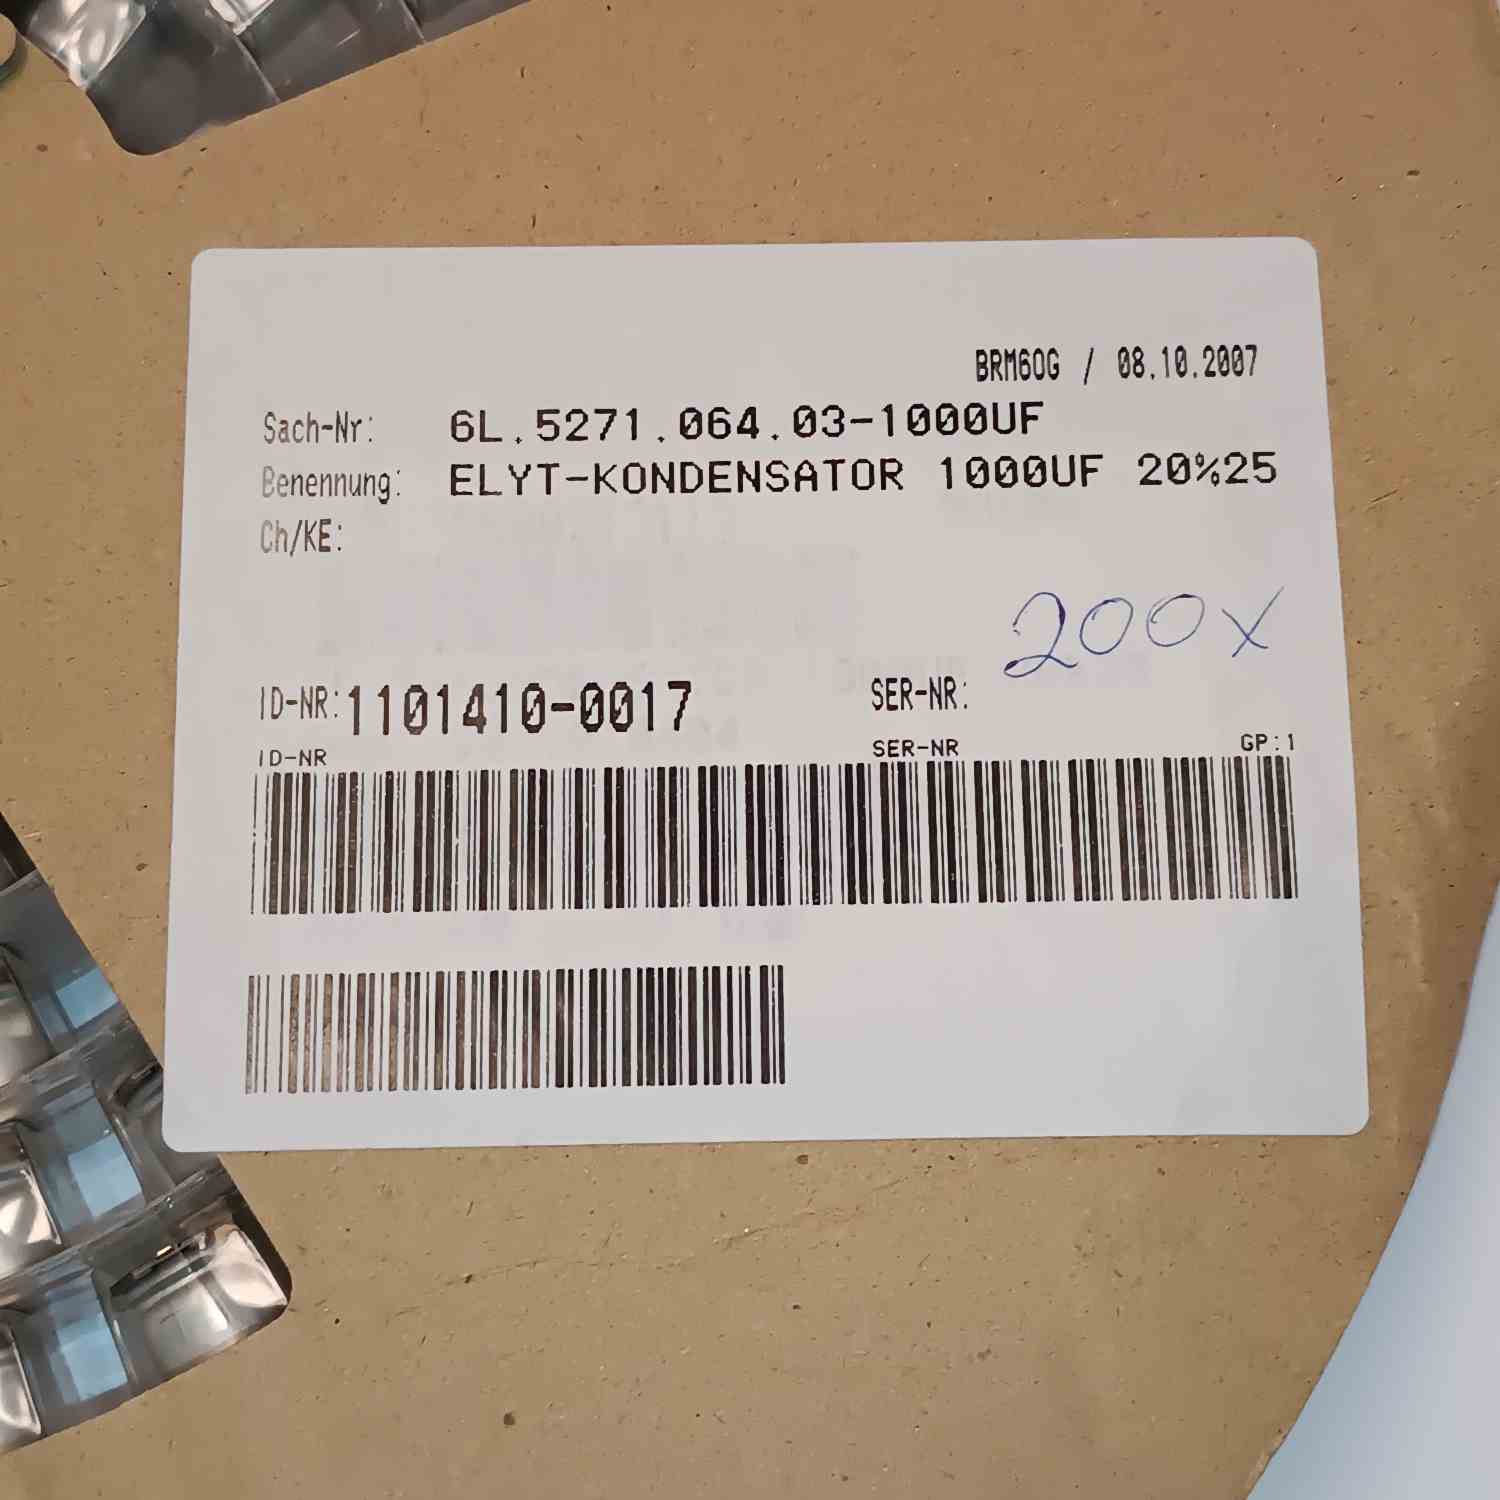 BRM60G / 08.10.2007
Sach-Nr: 6L.5271.064.03-1000UF
Benennung: ELYT-KONDENSATOR 1000UF 20%25
Ch/KE:
200x
ID-NR: 1101410-0017 SER-NR:
ID-NR SER-NR GP:1